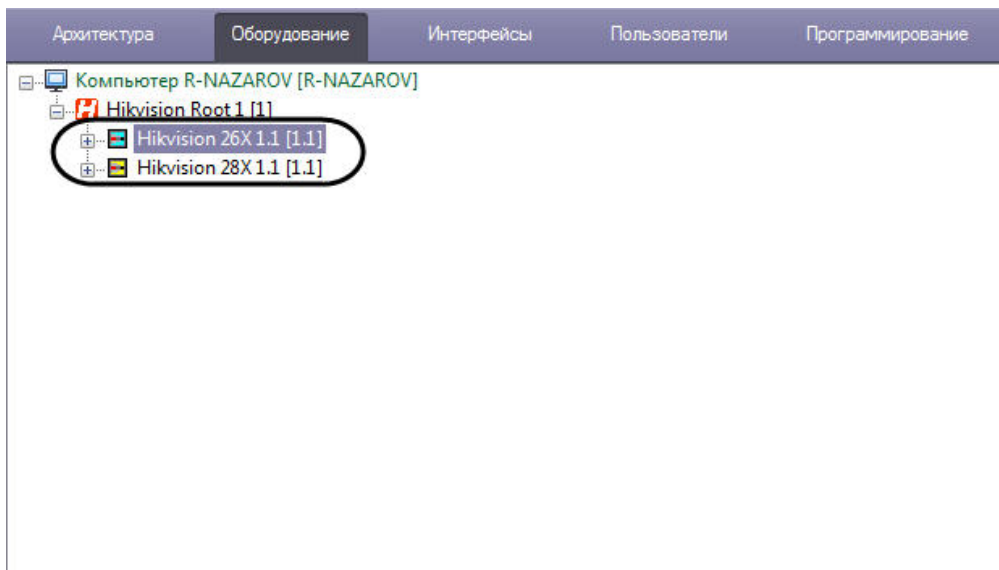 Архитектура Оборудование Интерфейсы Пользователи Программирование
Компьютер R-NAZAROV [R-NAZAROV]
Hikvision Root 1 [1]
Hikvision 26X 1.1 [1.1]
Hikvision 28X 1.1 [1.1]